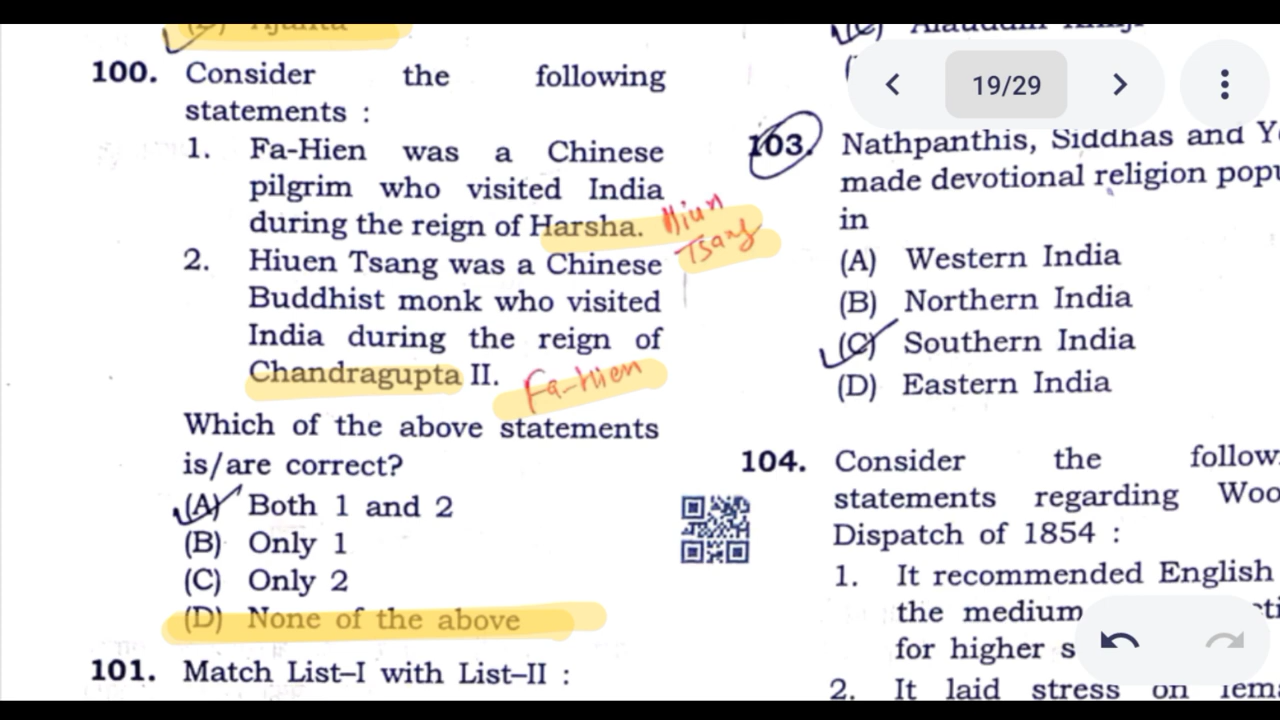 (D) Ajanta
100. Consider the following
statements :
1. Fa-Hien was a Chinese
pilgrim who visited India
during the reign of Harsha. Hiun
Tsang
2. Hiuen Tsang was a Chinese
Buddhist monk who visited
India during the reign of
Chandragupta II. Fa-Hien
Which of the above statements
is/are correct?
(A) Both 1 and 2
(B) Only 1
(C) Only 2
(D) None of the above
101. Match List-I with List-II :
19/29
103. Nathpanthis, Siddhas and
made devotional religion
in
(A) Western India
(B) Northern India
(C) Southern India
(D) Eastern India
104. Consider the
statements regarding
Dispatch of 1854 :
1. It recommended English
the medium
for higher
2. It laid stress on